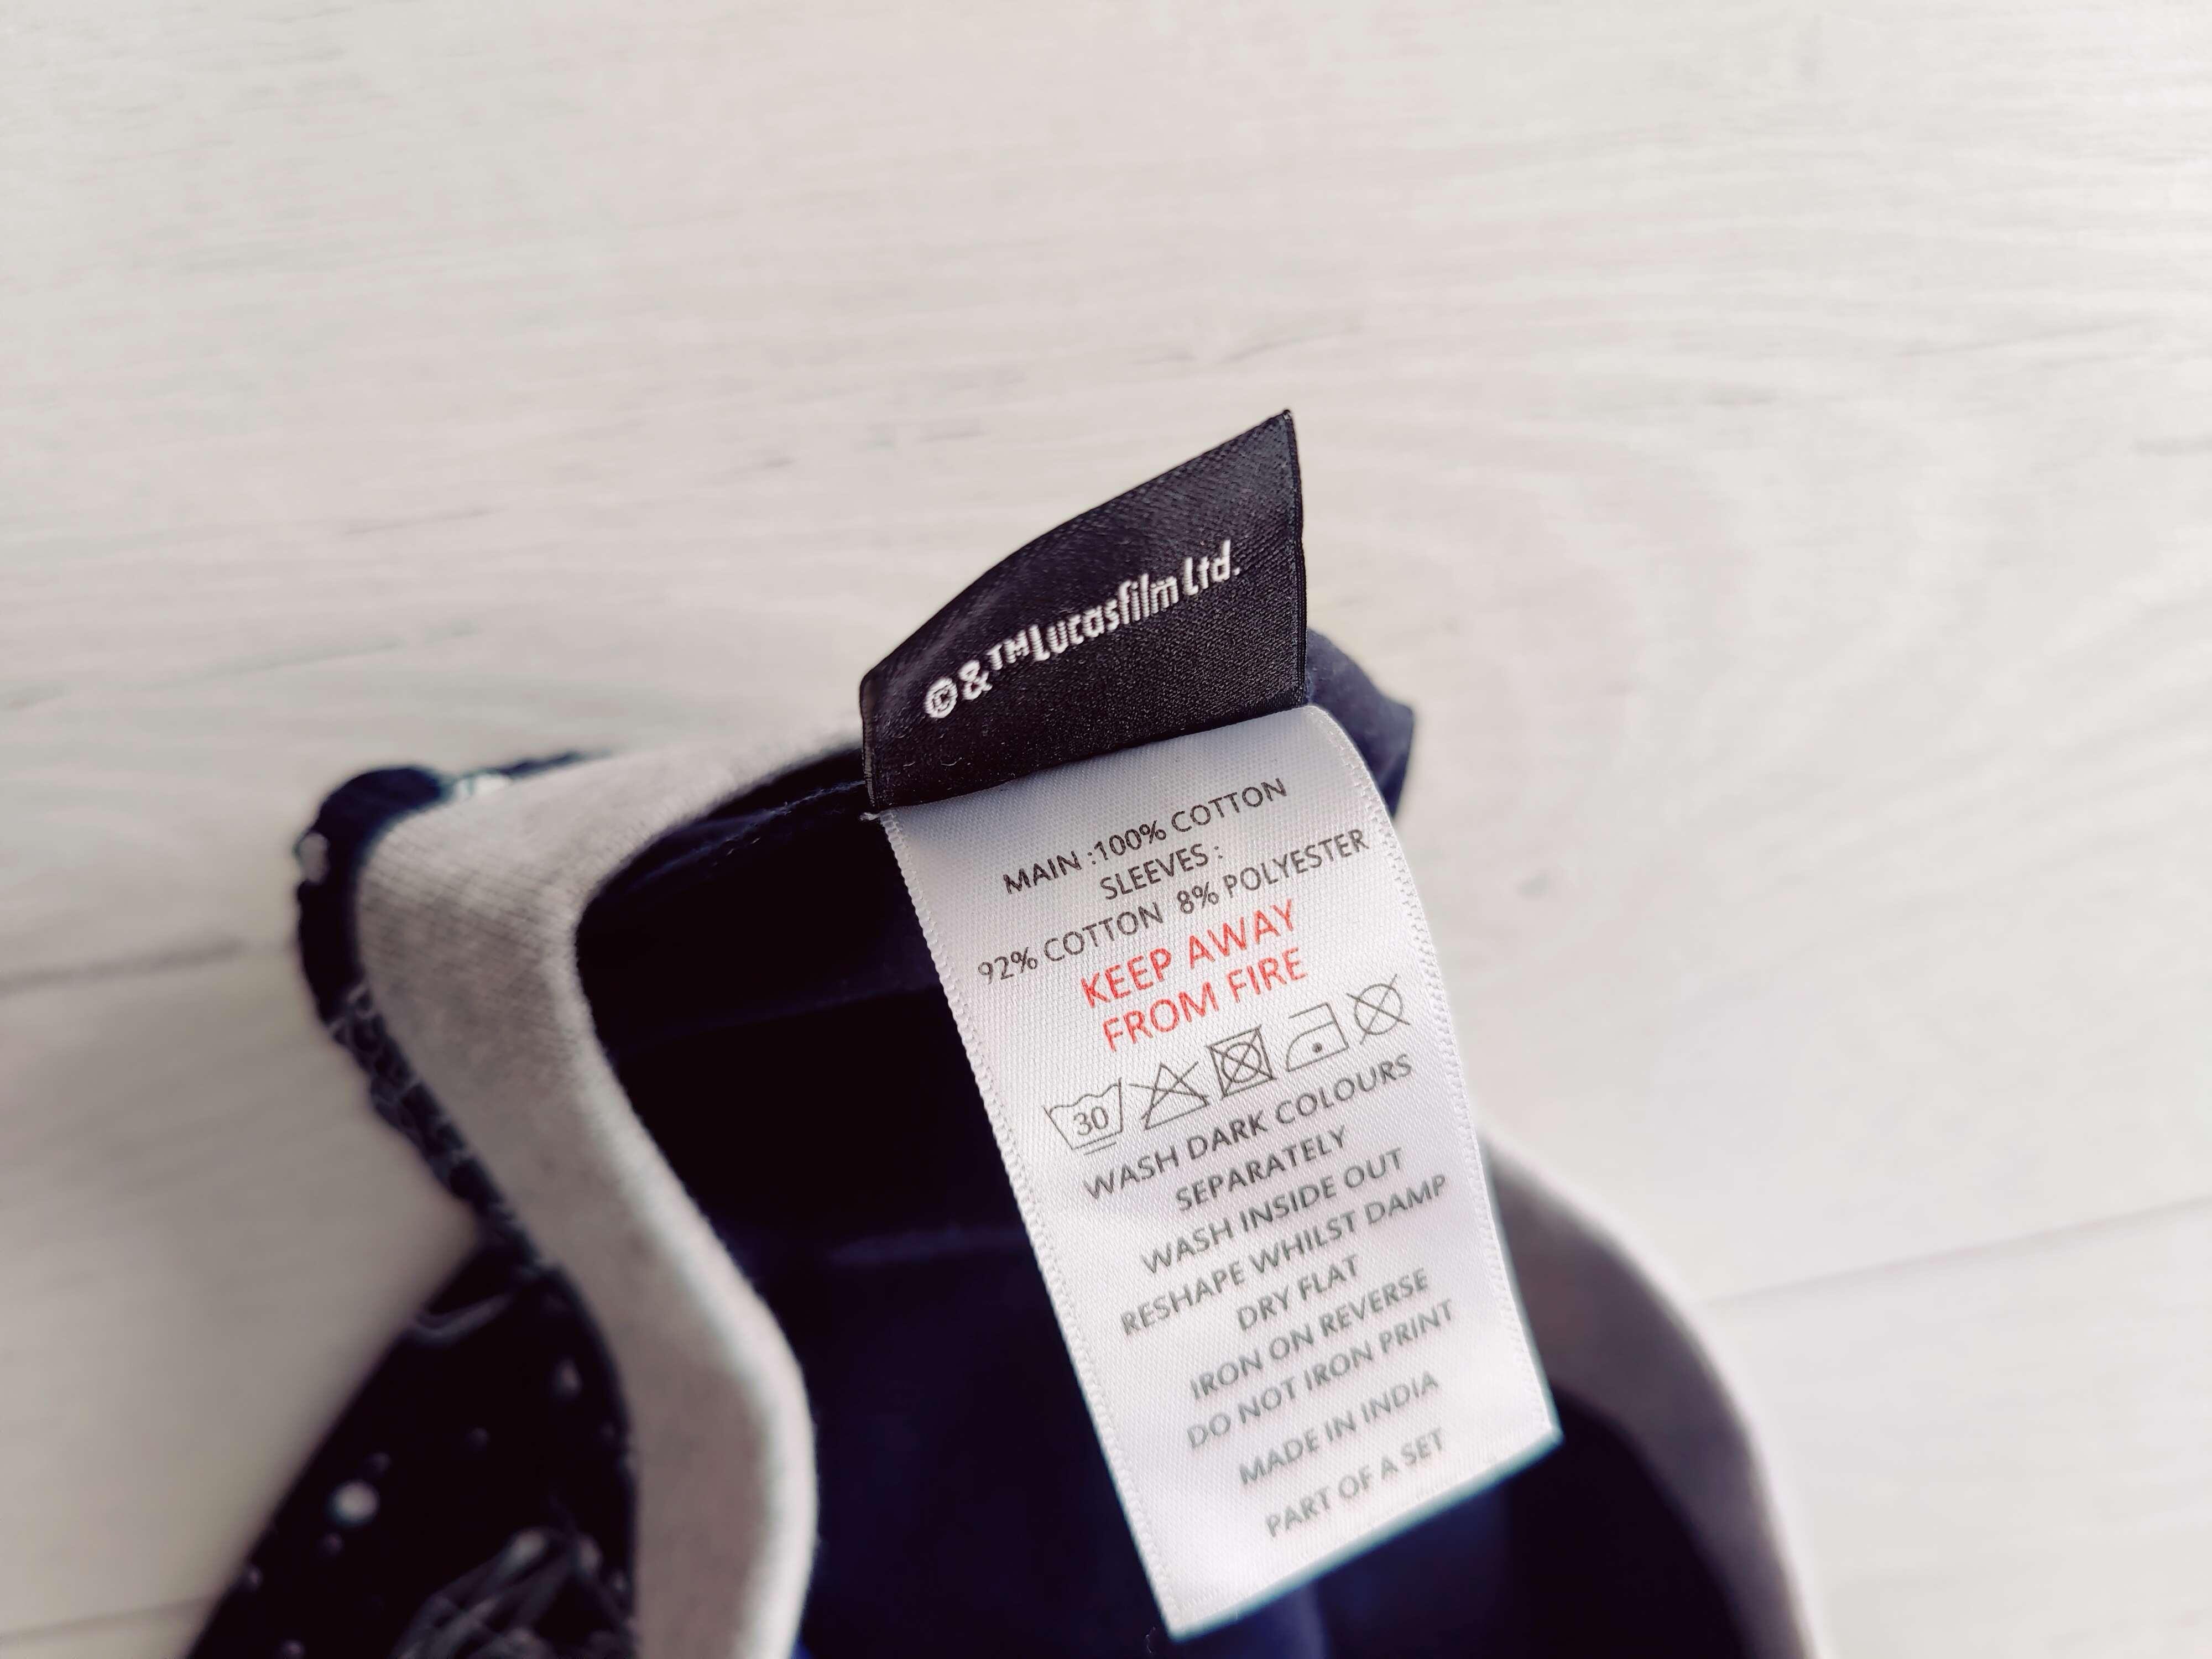 ©&™Lucasfilm Ltd.
MAIN :100% COTTON
SLEEVES :
92% COTTON 8% POLYESTER
KEEP AWAY
FROM FIRE
30
WASH DARK COLOURS
SEPARATELY
WASH INSIDE OUT
RESHAPE WHILST DAMP
DRY FLAT
IRON ON REVERSE
DO NOT IRON PRINT
MADE IN INDIA
PART OF A SET